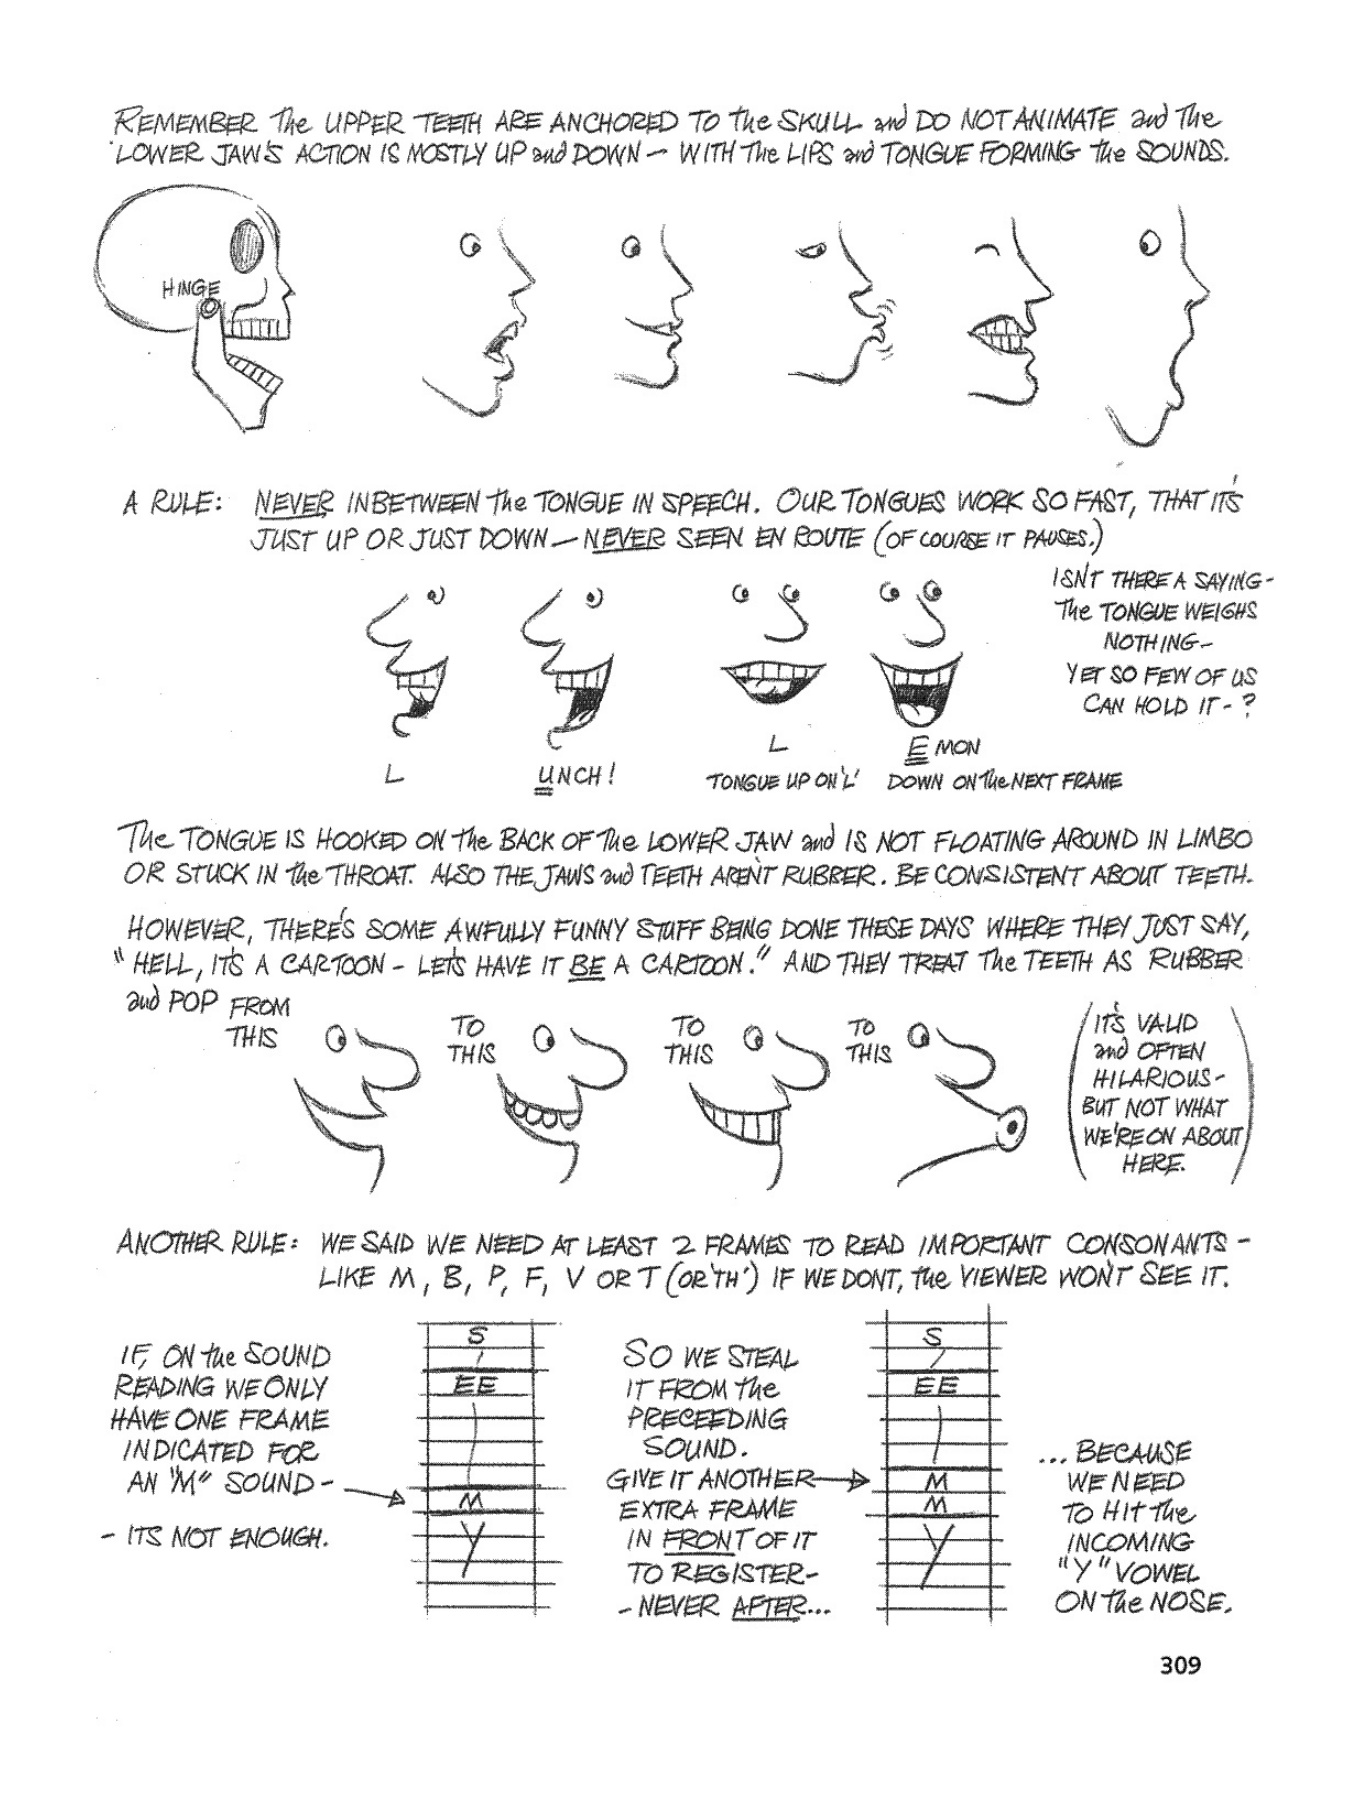 REMEMBER The UPPER TEETH ARE ANCHORED TO the SKULL and DO NOT ANIMATE and The
LOWER JAW'S ACTION IS MOSTLY UP and DOWN – WITH The LIPS and TONGUE FORMING the SOUNDS.
HINGE
A RULE: NEVER INBETWEEN the TONGUE IN SPEECH. OUR TONGUES WORK SO FAST, THAT IT'S
JUST UP OR JUST DOWN – NEVER SEEN EN ROUTE (OF COURSE IT PAUSES.)
ISN'T THERE A SAYING -
The TONGUE WEIGHS
NOTHING –
YET SO FEW OF US
CAN HOLD IT - ?
L
UNCH!
L
TONGUE UP ON 'L'
EMON
DOWN ON the NEXT FRAME
The TONGUE IS HOOKED ON the BACK OF The LOWER JAW and IS NOT FLOATING AROUND IN LIMBO
OR STUCK IN the THROAT. ALSO THE JAWS and TEETH AREN'T RUBBER. BE CONSISTENT ABOUT TEETH.
HOWEVER, THERE'S SOME AWFULLY FUNNY STUFF BEING DONE THESE DAYS WHERE THEY JUST SAY,
"HELL, IT'S A CARTOON - LET'S HAVE IT BE A CARTOON." AND THEY TREAT The TEETH AS RUBBER
and POP FROM
THIS
TO
THIS
TO
THIS
TO
THIS
(IT'S VALID
and OFTEN
HILARIOUS -
BUT NOT WHAT
WE'RE ON ABOUT
HERE.)
ANOTHER RULE: WE SAID WE NEED AT LEAST 2 FRAMES TO READ IMPORTANT CONSONANTS -
LIKE M, B, P, F, V OR T (OR 'TH') IF WE DON'T, the VIEWER WON'T SEE IT.
IF, ON the SOUND
READING WE ONLY
HAVE ONE FRAME
INDICATED FOR
AN "M" SOUND -
- ITS NOT ENOUGH.
S
EE
M
Y
SO WE STEAL
IT FROM the
PRECEEDING
SOUND.
GIVE IT ANOTHER
EXTRA FRAME
IN FRONT OF IT
TO REGISTER -
- NEVER AFTER...
S
EE
M
M
Y
... BECAUSE
WE NEED
TO HIT the
INCOMING
"Y" VOWEL
ON the NOSE.
309